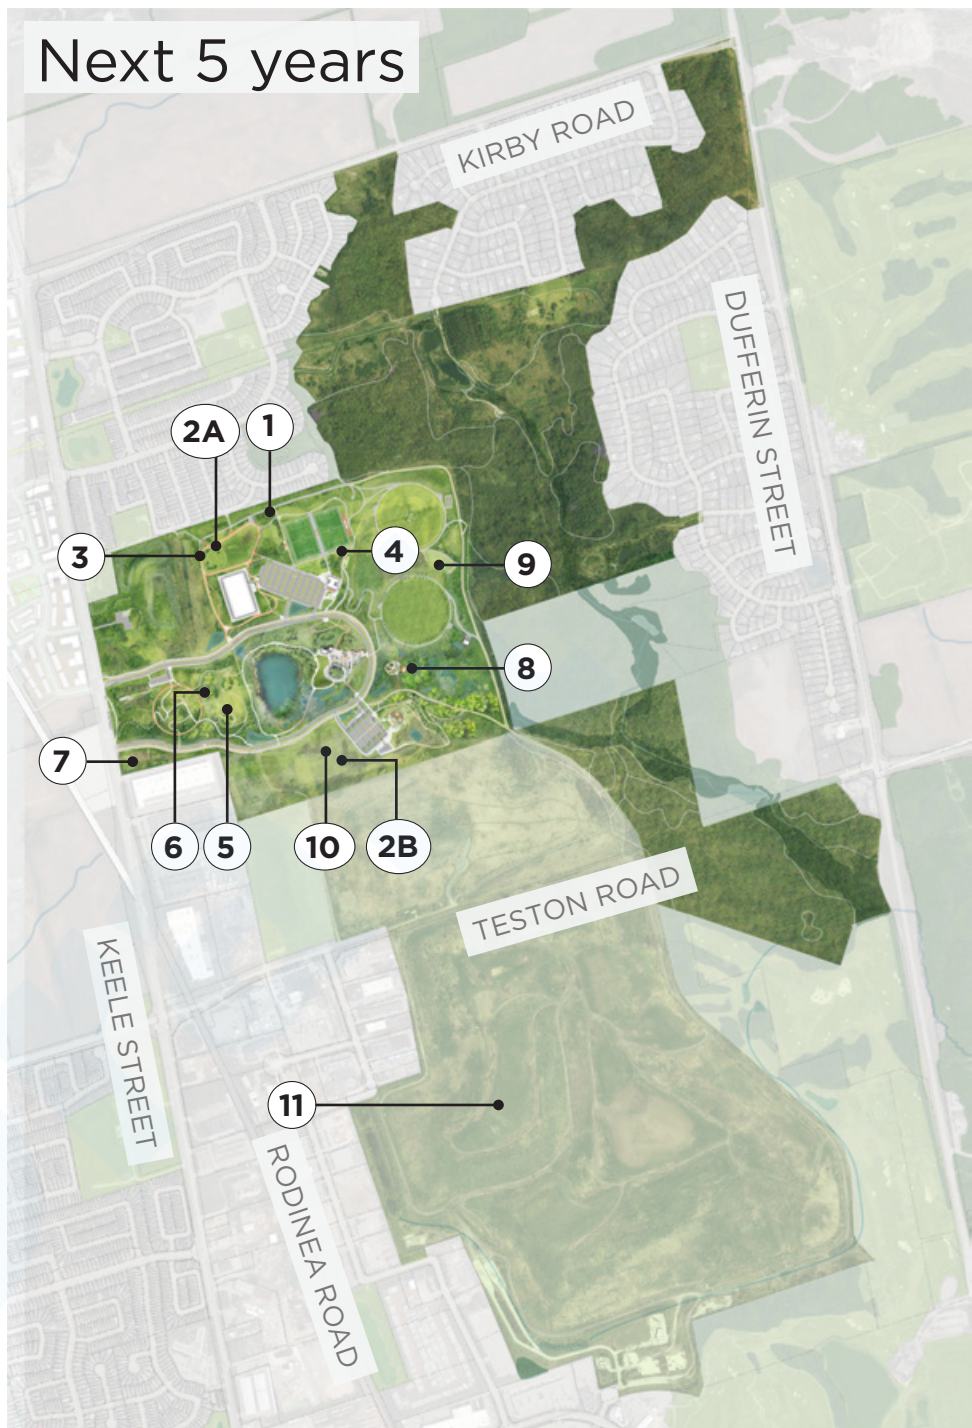 Next 5 years
KIRBY ROAD
DUFFERIN STREET
2A
1
3
4
9
8
7
6
5
10
2B
TESTON ROAD
KEELE STREET
11
RODINEA ROAD